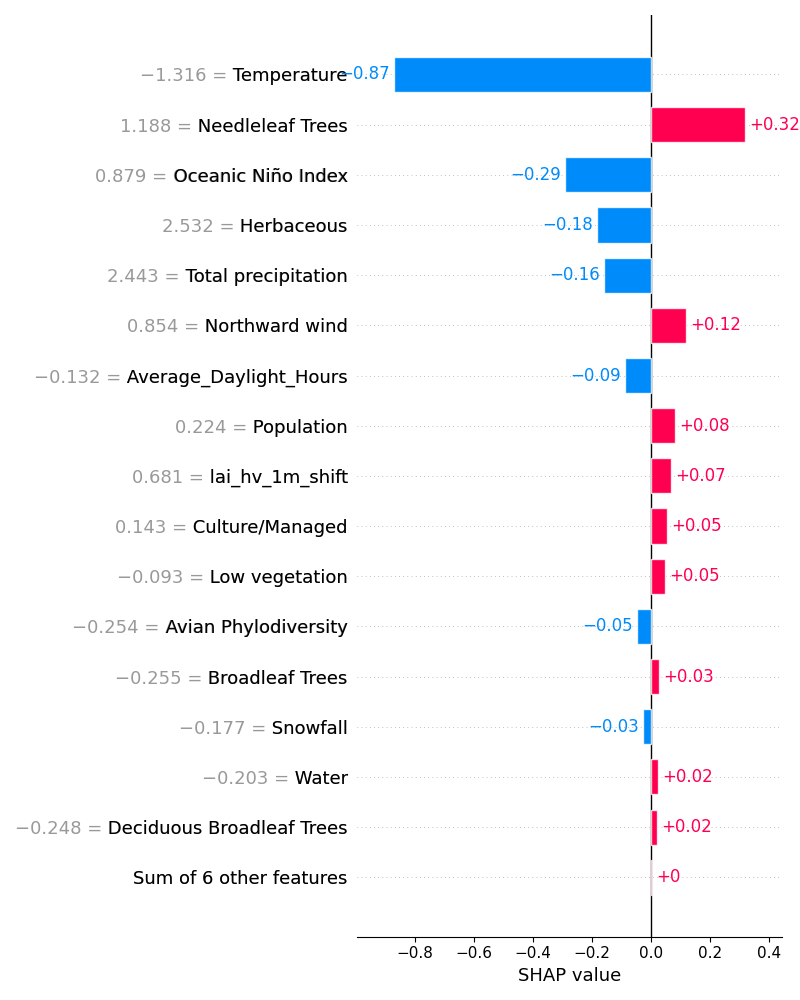 −1.316 = Temperature −0.87
1.188 = Needleleaf Trees +0.32
0.879 = Oceanic Niño Index −0.29
2.532 = Herbaceous −0.18
2.443 = Total precipitation −0.16
0.854 = Northward wind +0.12
−0.132 = Average_Daylight_Hours −0.09
0.224 = Population +0.08
0.681 = lai_hv_1m_shift +0.07
0.143 = Culture/Managed +0.05
−0.093 = Low vegetation +0.05
−0.254 = Avian Phylodiversity −0.05
−0.255 = Broadleaf Trees +0.03
−0.177 = Snowfall −0.03
−0.203 = Water +0.02
−0.248 = Deciduous Broadleaf Trees +0.02
Sum of 6 other features +0
−0.8 −0.6 −0.4 −0.2 0.0 0.2 0.4
SHAP value